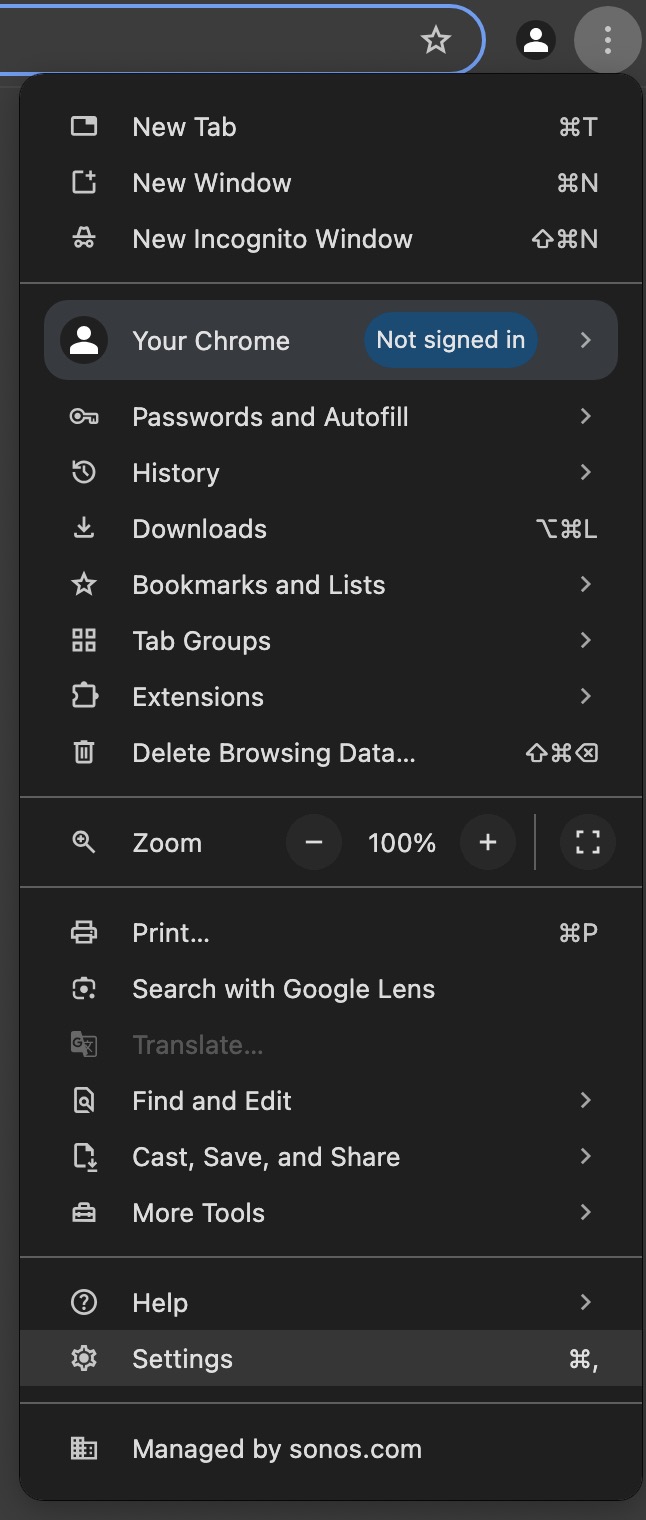 New Tab ⌘T
New Window ⌘N
New Incognito Window ⇧⌘N
Your Chrome Not signed in
Passwords and Autofill
History
Downloads ⌥⌘L
Bookmarks and Lists
Tab Groups
Extensions
Delete Browsing Data... ⇧⌘⌫
Zoom − 100% +
Print... ⌘P
Search with Google Lens
Translate...
Find and Edit
Cast, Save, and Share
More Tools
Help
Settings ⌘,
Managed by sonos.com